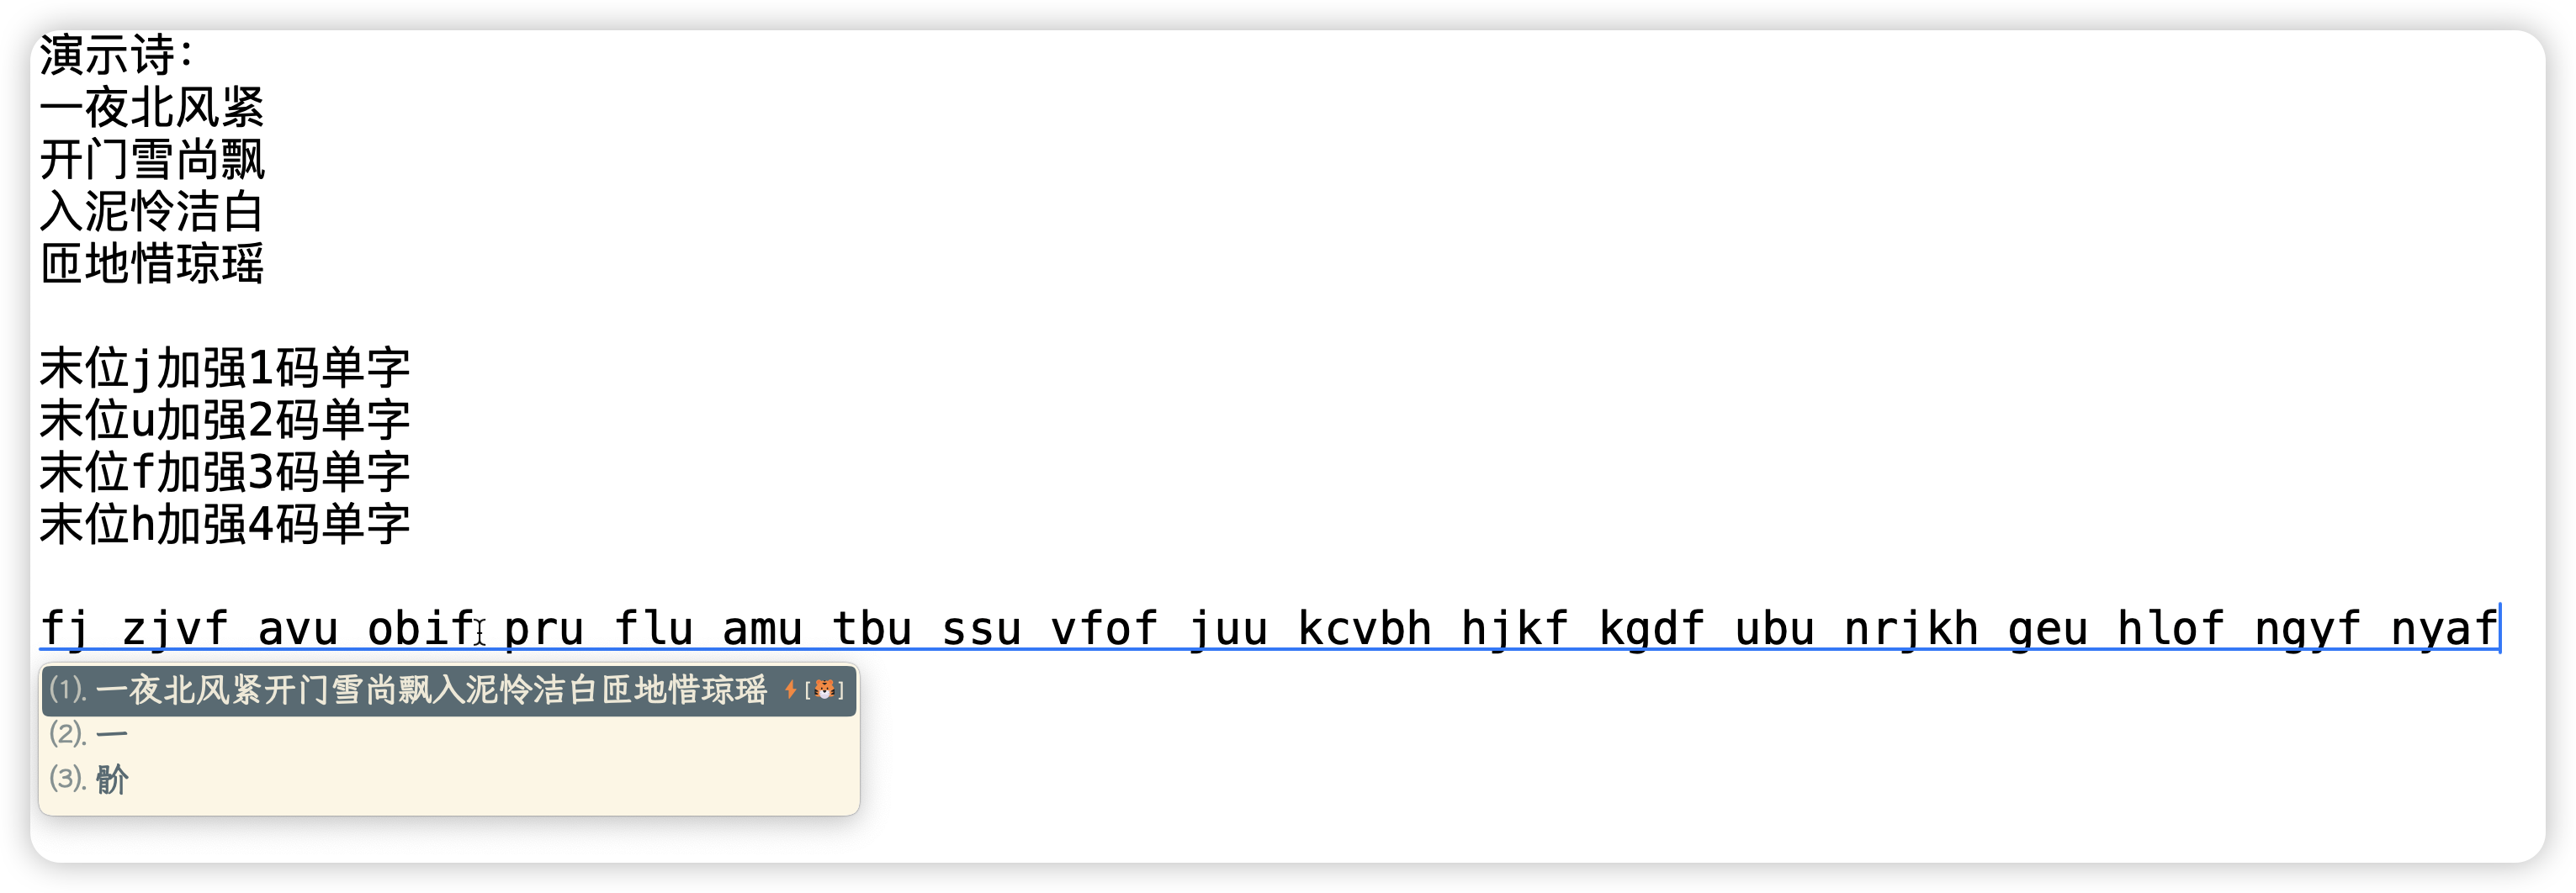 演示诗：
一夜北风紧
开门雪尚飘
入泥怜洁白
匝地惜琼瑶
末位j加强1码单字
末位u加强2码单字
末位f加强3码单字
末位h加强4码单字
fj zjvf avu obif pru flu amu tbu ssu vfof juu kcvbh hjkf kgdf ubu nrjkh geu hlof ngyf nyaf
(1). 一夜北风紧开门雪尚飘入泥怜洁白匝地惜琼瑶 ⚡[🐯]
(2). 一
(3). 骱